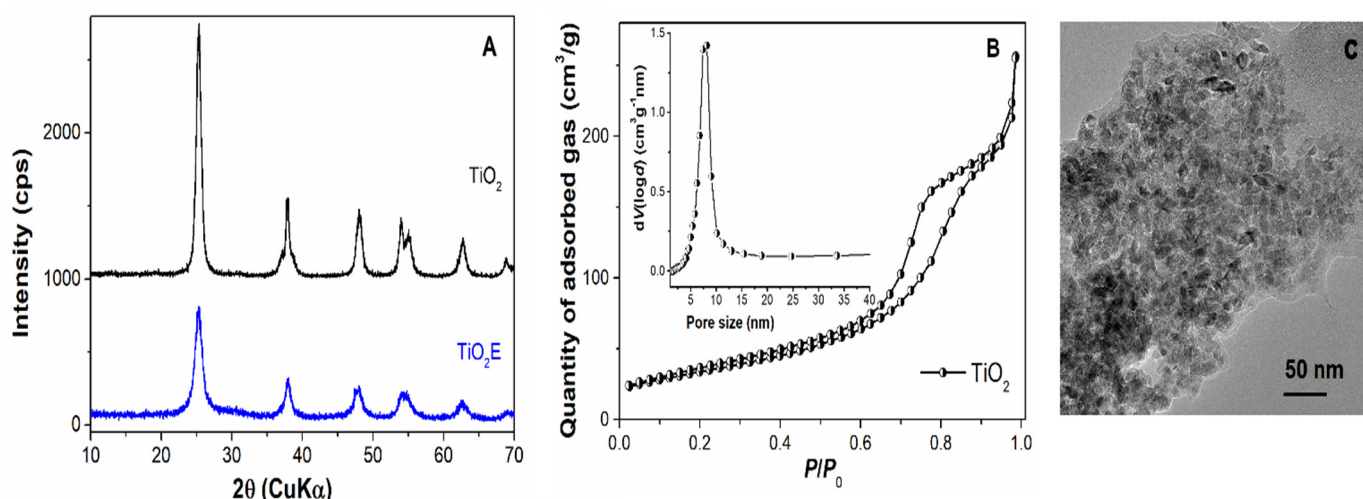 A
Intensity (cps)
2000
1000
0
TiO2
TiO2E
10 20 30 40 50 60 70
2θ (CuKα)
B
Quantity of adsorbed gas (cm³/g)
200
100
0
1.5
1.0
0.5
0.0
dV(logd) (cm³g⁻¹nm)
5 10 15 20 25 30 35 40
Pore size (nm)
TiO₂
0.0 0.2 0.4 0.6 0.8 1.0
P/P₀
C
50 nm